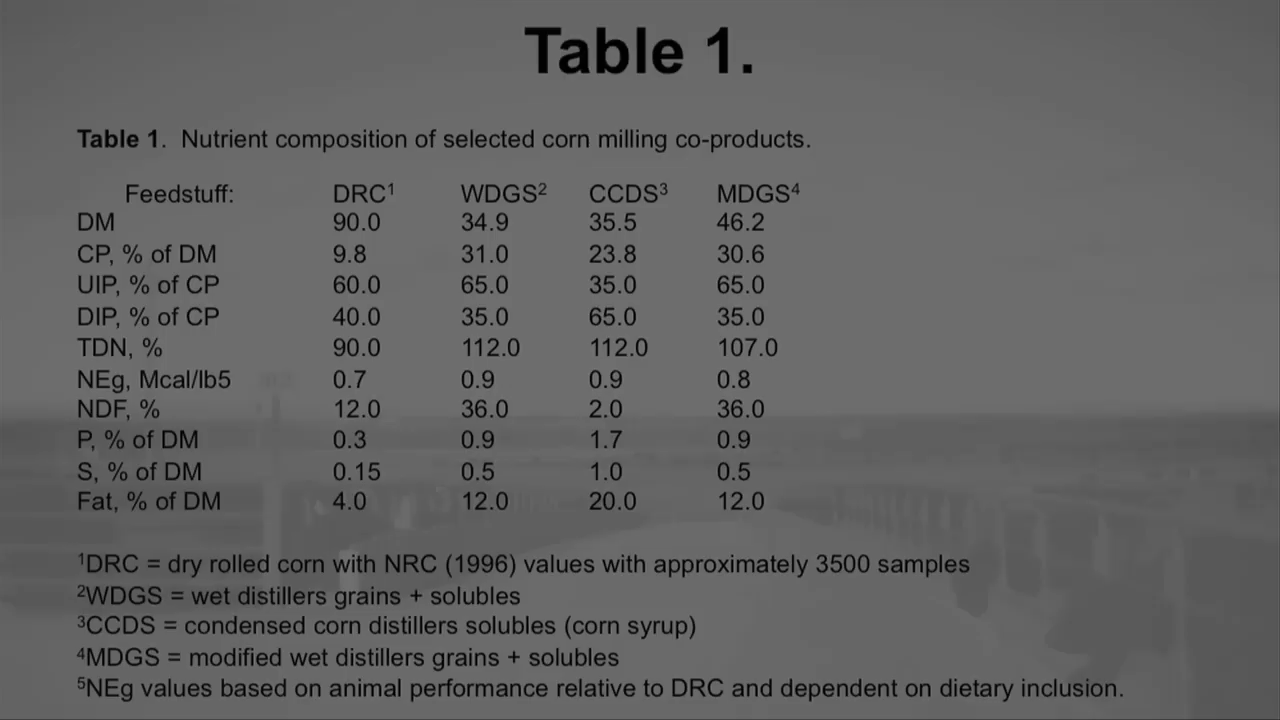 Table 1.
Table 1. Nutrient composition of selected corn milling co-products.
Feedstuff: DRC¹ WDGS² CCDS³ MDGS⁴
DM 90.0 34.9 35.5 46.2
CP, % of DM 9.8 31.0 23.8 30.6
UIP, % of CP 60.0 65.0 35.0 65.0
DIP, % of CP 40.0 35.0 65.0 35.0
TDN, % 90.0 112.0 112.0 107.0
NEg, Mcal/lb5 0.7 0.9 0.9 0.8
NDF, % 12.0 36.0 2.0 36.0
P, % of DM 0.3 0.9 1.7 0.9
S, % of DM 0.15 0.5 1.0 0.5
Fat, % of DM 4.0 12.0 20.0 12.0
¹DRC = dry rolled corn with NRC (1996) values with approximately 3500 samples
²WDGS = wet distillers grains + solubles
³CCDS = condensed corn distillers solubles (corn syrup)
⁴MDGS = modified wet distillers grains + solubles
⁵NEg values based on animal performance relative to DRC and dependent on dietary inclusion.